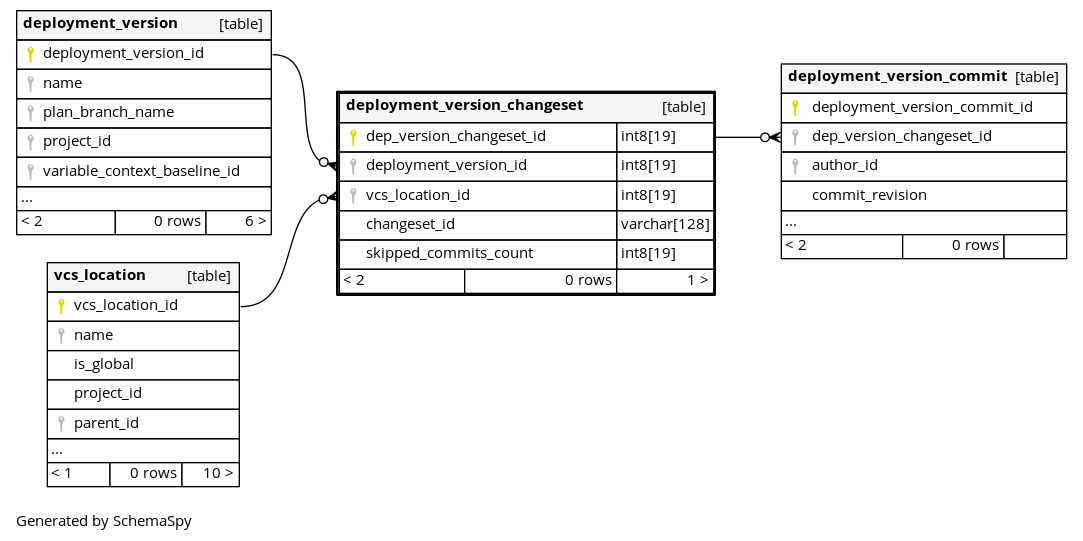 deployment_version [table]
deployment_version_id
name
plan_branch_name
project_id
variable_context_baseline_id
...
< 2 0 rows 6 >
vcs_location [table]
vcs_location_id
name
is_global
project_id
parent_id
...
< 1 0 rows 10 >
deployment_version_changeset [table]
dep_version_changeset_id int8[19]
deployment_version_id int8[19]
vcs_location_id int8[19]
changeset_id varchar[128]
skipped_commits_count int8[19]
< 2 0 rows 1 >
deployment_version_commit [table]
deployment_version_commit_id
dep_version_changeset_id
author_id
commit_revision
...
< 2 0 rows
Generated by SchemaSpy